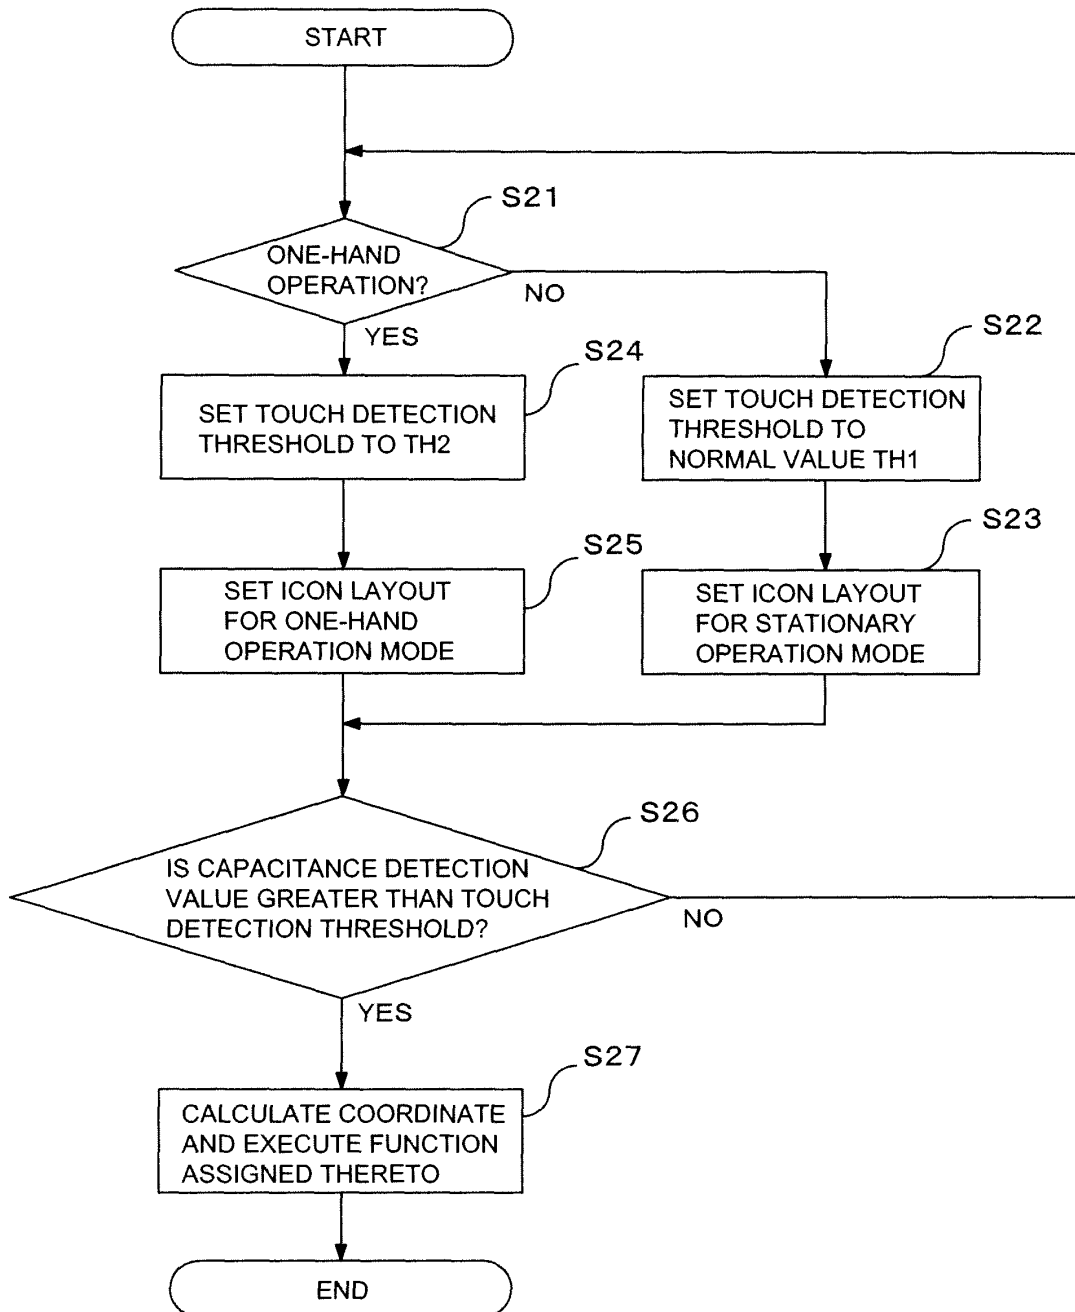 START
S21
ONE-HAND
OPERATION?
NO
YES
S24
SET TOUCH DETECTION
THRESHOLD TO TH2
S22
SET TOUCH DETECTION
THRESHOLD TO
NORMAL VALUE TH1
S25
SET ICON LAYOUT
FOR ONE-HAND
OPERATION MODE
S23
SET ICON LAYOUT
FOR STATIONARY
OPERATION MODE
S26
IS CAPACITANCE DETECTION
VALUE GREATER THAN TOUCH
DETECTION THRESHOLD?
NO
YES
S27
CALCULATE COORDINATE
AND EXECUTE FUNCTION
ASSIGNED THERETO
END